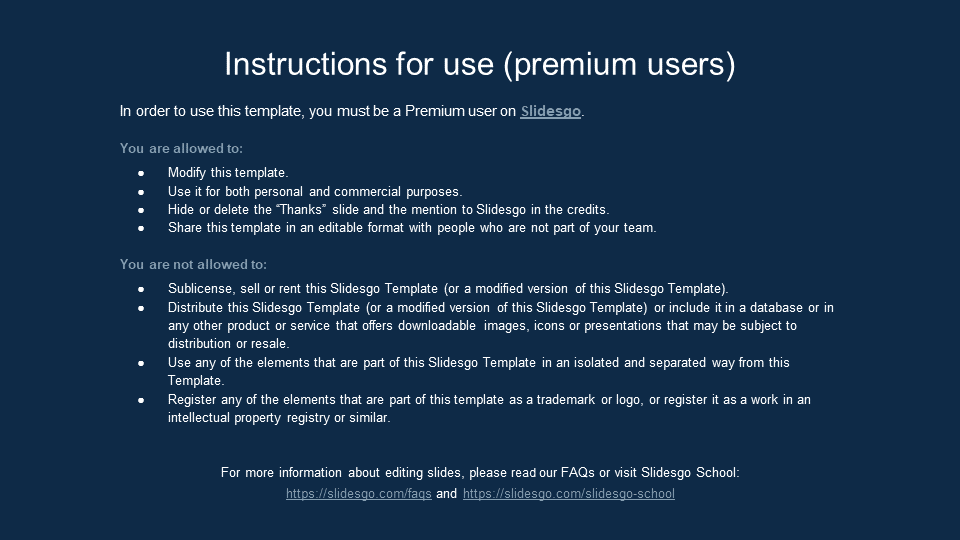 Instructions for use (premium users)
In order to use this template, you must be a Premium user on Slidesgo.
You are allowed to:
● Modify this template.
● Use it for both personal and commercial purposes.
● Hide or delete the “Thanks” slide and the mention to Slidesgo in the credits.
● Share this template in an editable format with people who are not part of your team.
You are not allowed to:
● Sublicense, sell or rent this Slidesgo Template (or a modified version of this Slidesgo Template).
● Distribute this Slidesgo Template (or a modified version of this Slidesgo Template) or include it in a database or in
any other product or service that offers downloadable images, icons or presentations that may be subject to
distribution or resale.
● Use any of the elements that are part of this Slidesgo Template in an isolated and separated way from this
Template.
● Register any of the elements that are part of this template as a trademark or logo, or register it as a work in an
intellectual property registry or similar.
For more information about editing slides, please read our FAQs or visit Slidesgo School:
https://slidesgo.com/faqs and https://slidesgo.com/slidesgo-school